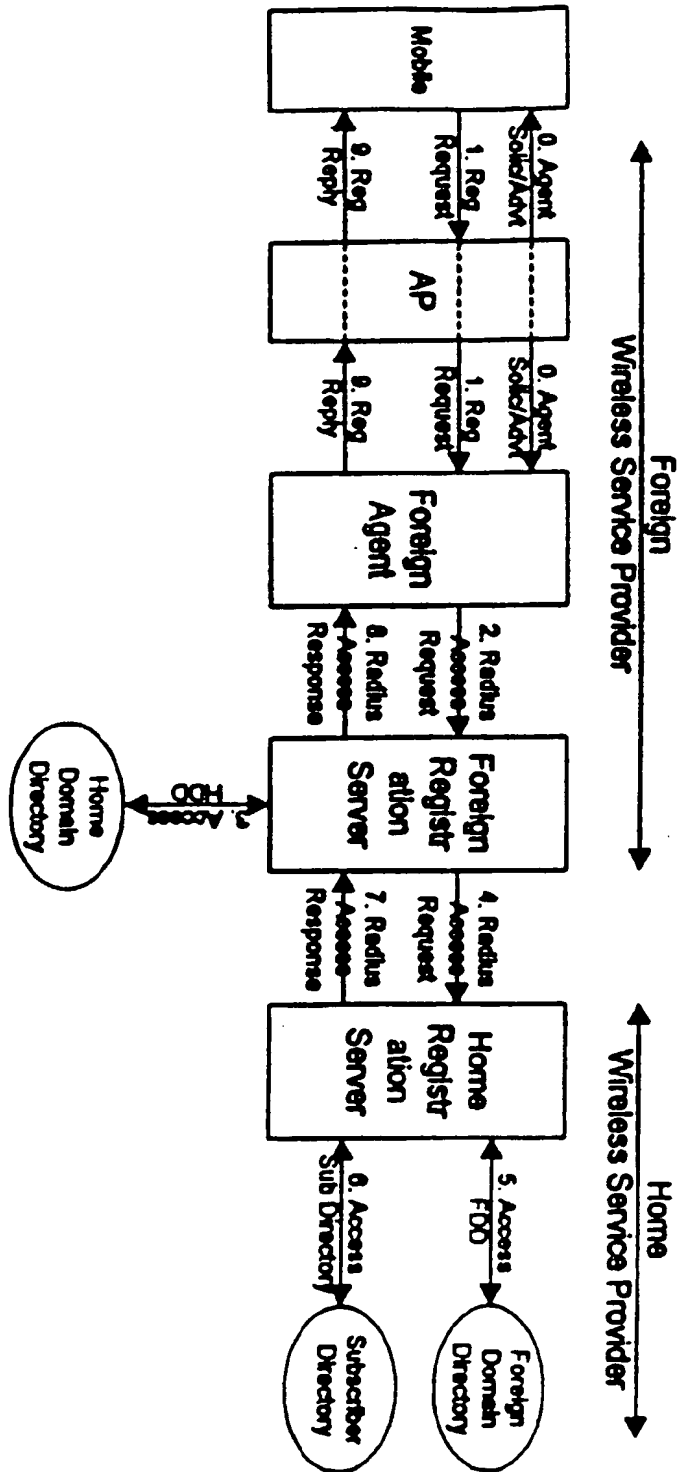 Foreign
Wireless Service Provider
Home
Wireless Service Provider
Mobile
0. Agent
Solic/Advt
1. Reg
Request
9. Reg
Reply
AP
0. Agent
Solic/Advt
1. Reg
Request
9. Reg
Reply
Foreign
Agent
2. Radius
Access
Request
8. Radius
Access
Response
Foreign
Registr
ation
Server
3. Access
HDD
Home
Domain
Directory
4. Radius
Access
Request
7. Radius
Access
Response
Home
Registr
ation
Server
5. Access
FDD
6. Access
Sub Directory
Foreign
Domain
Directory
Subscriber
Directory